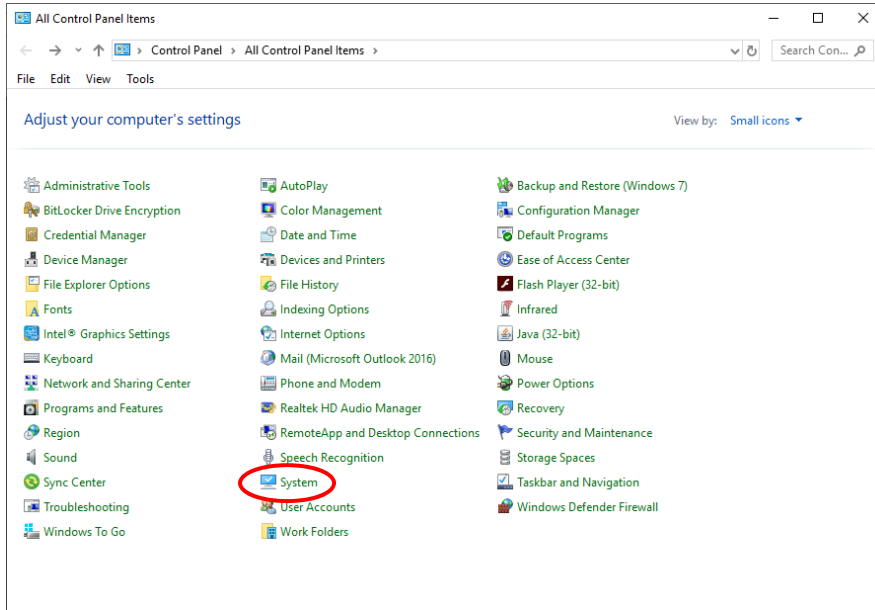 All Control Panel Items
Control Panel › All Control Panel Items › Search Con...
File Edit View Tools
Adjust your computer's settings View by: Small icons
Administrative Tools AutoPlay Backup and Restore (Windows 7)
BitLocker Drive Encryption Color Management Configuration Manager
Credential Manager Date and Time Default Programs
Device Manager Devices and Printers Ease of Access Center
File Explorer Options File History Flash Player (32-bit)
Fonts Indexing Options Infrared
Intel® Graphics Settings Internet Options Java (32-bit)
Keyboard Mail (Microsoft Outlook 2016) Mouse
Network and Sharing Center Phone and Modem Power Options
Programs and Features Realtek HD Audio Manager Recovery
Region RemoteApp and Desktop Connections Security and Maintenance
Sound Speech Recognition Storage Spaces
Sync Center System Taskbar and Navigation
Troubleshooting User Accounts Windows Defender Firewall
Windows To Go Work Folders